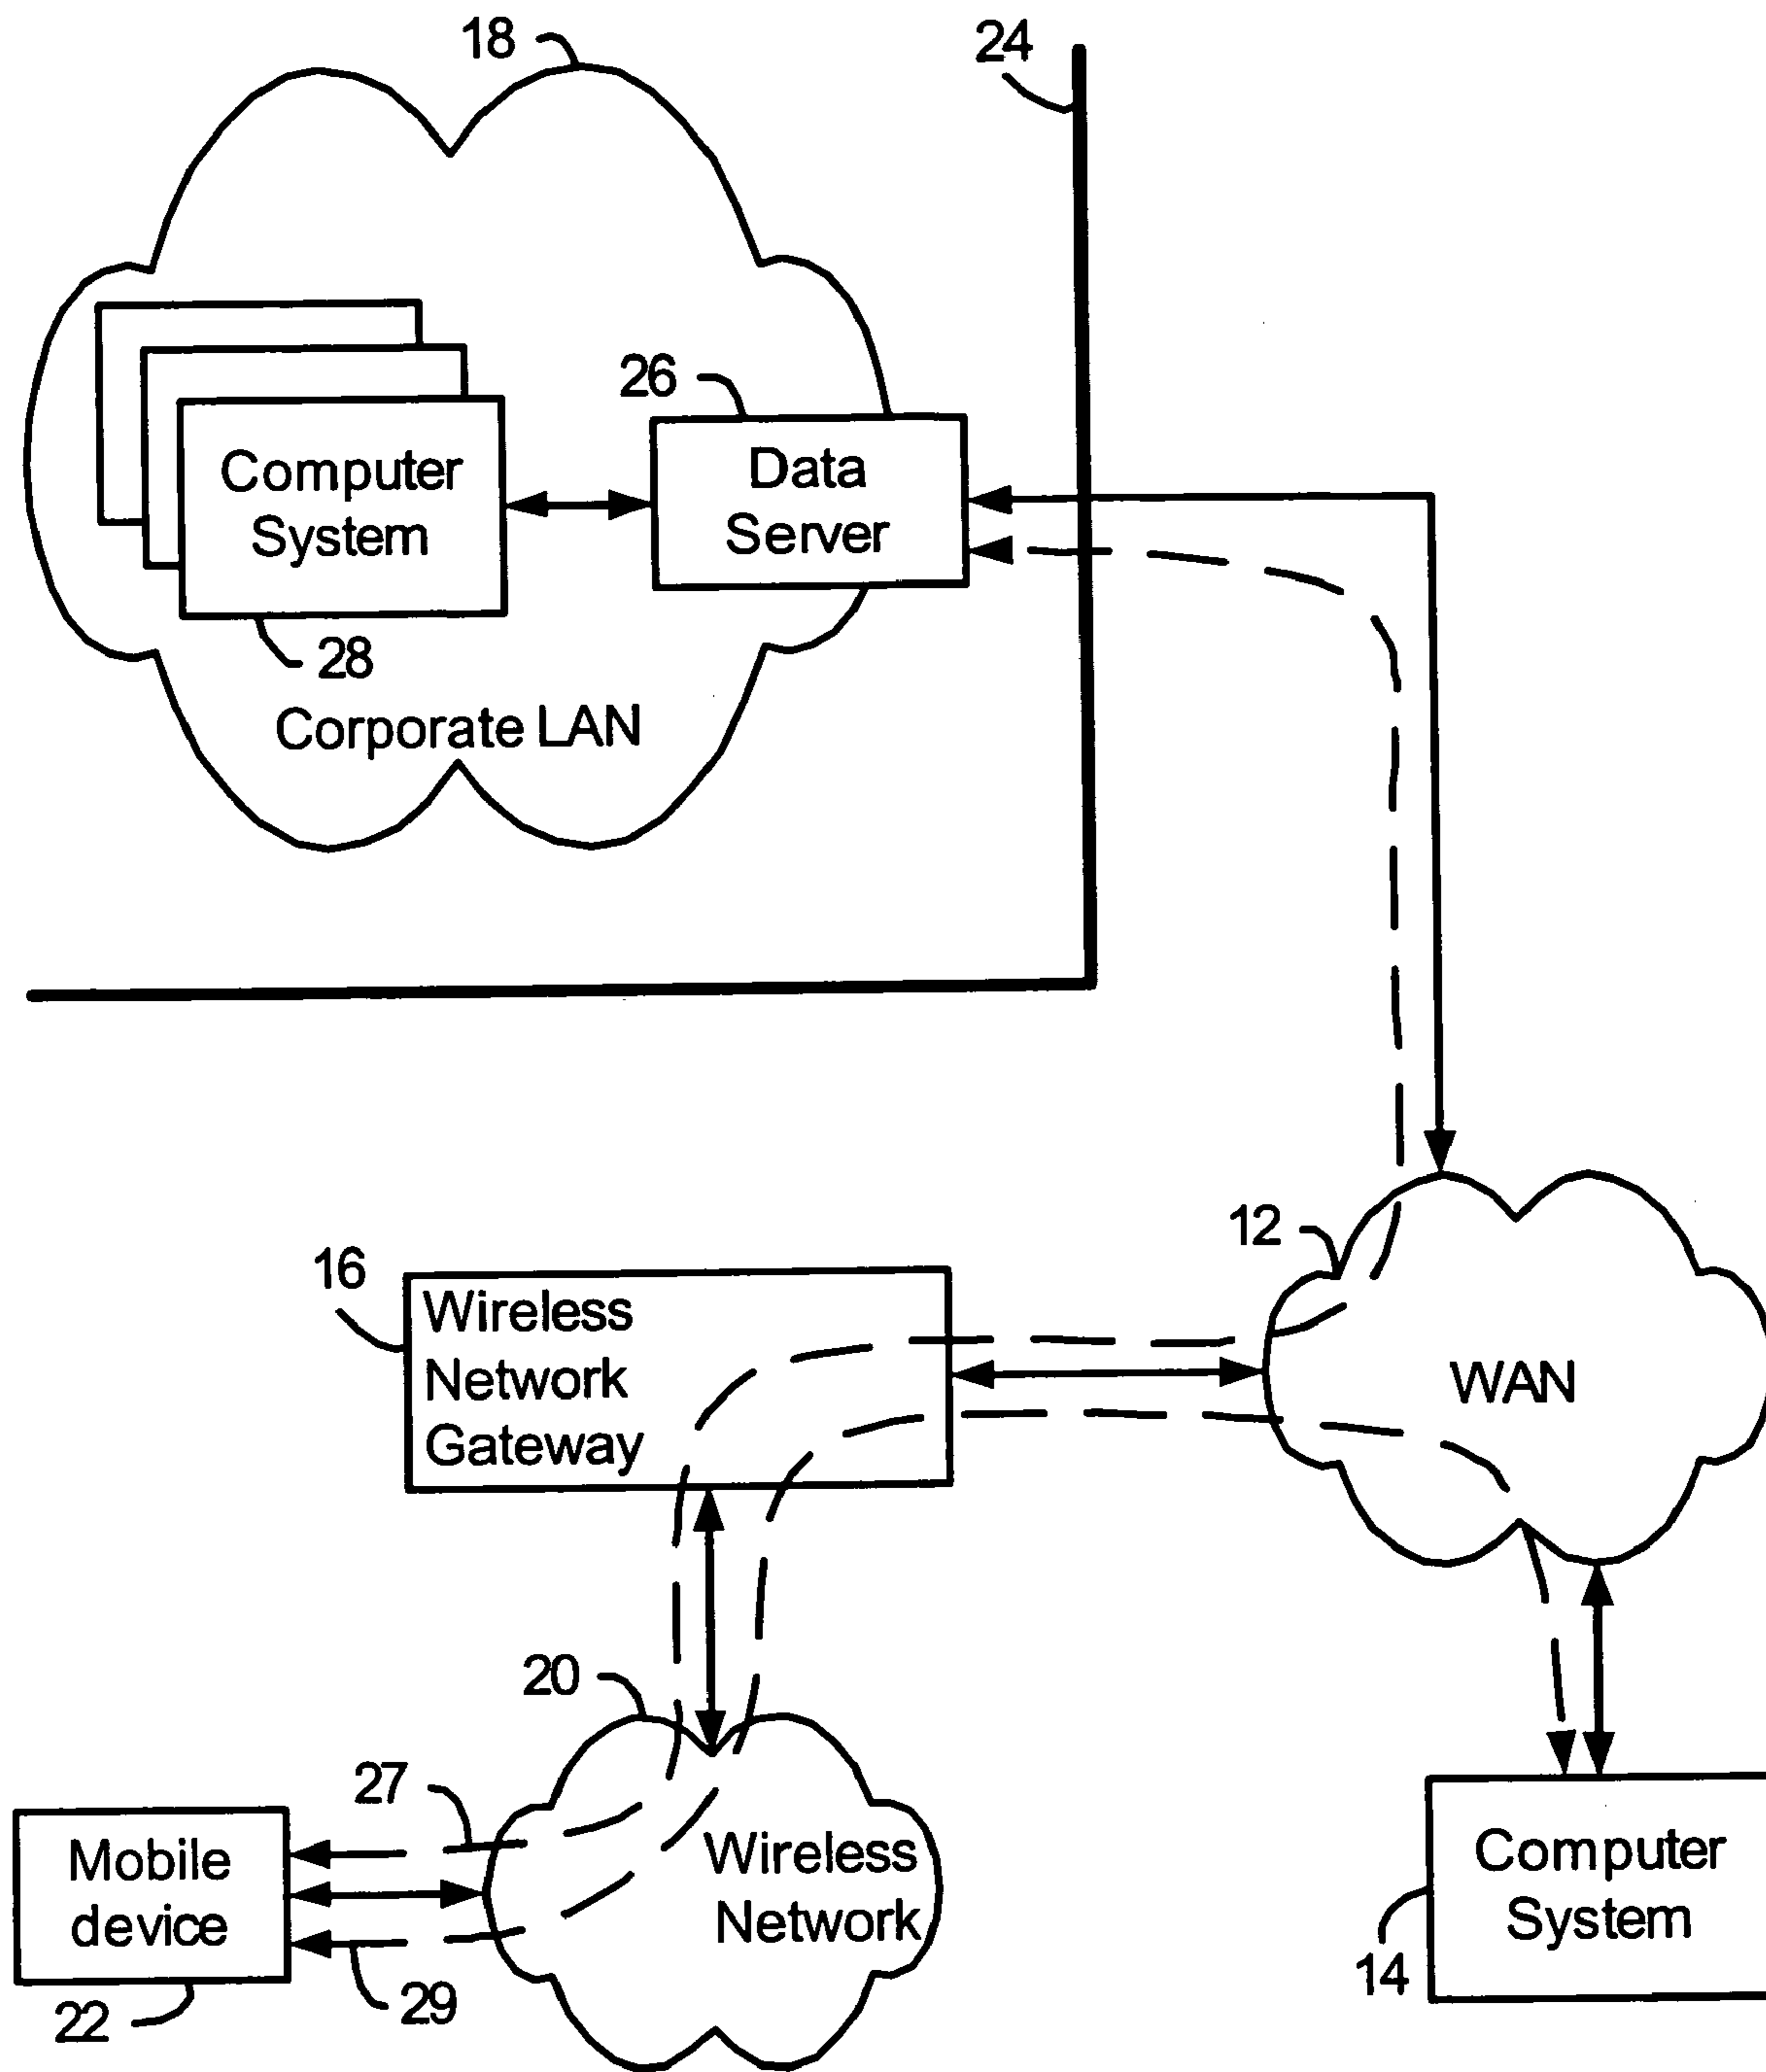 18
24
26
Computer
System
Data
Server
28
Corporate LAN
12
16
Wireless
Network
Gateway
WAN
20
27
Mobile
device
Wireless
Network
Computer
System
14
22
29